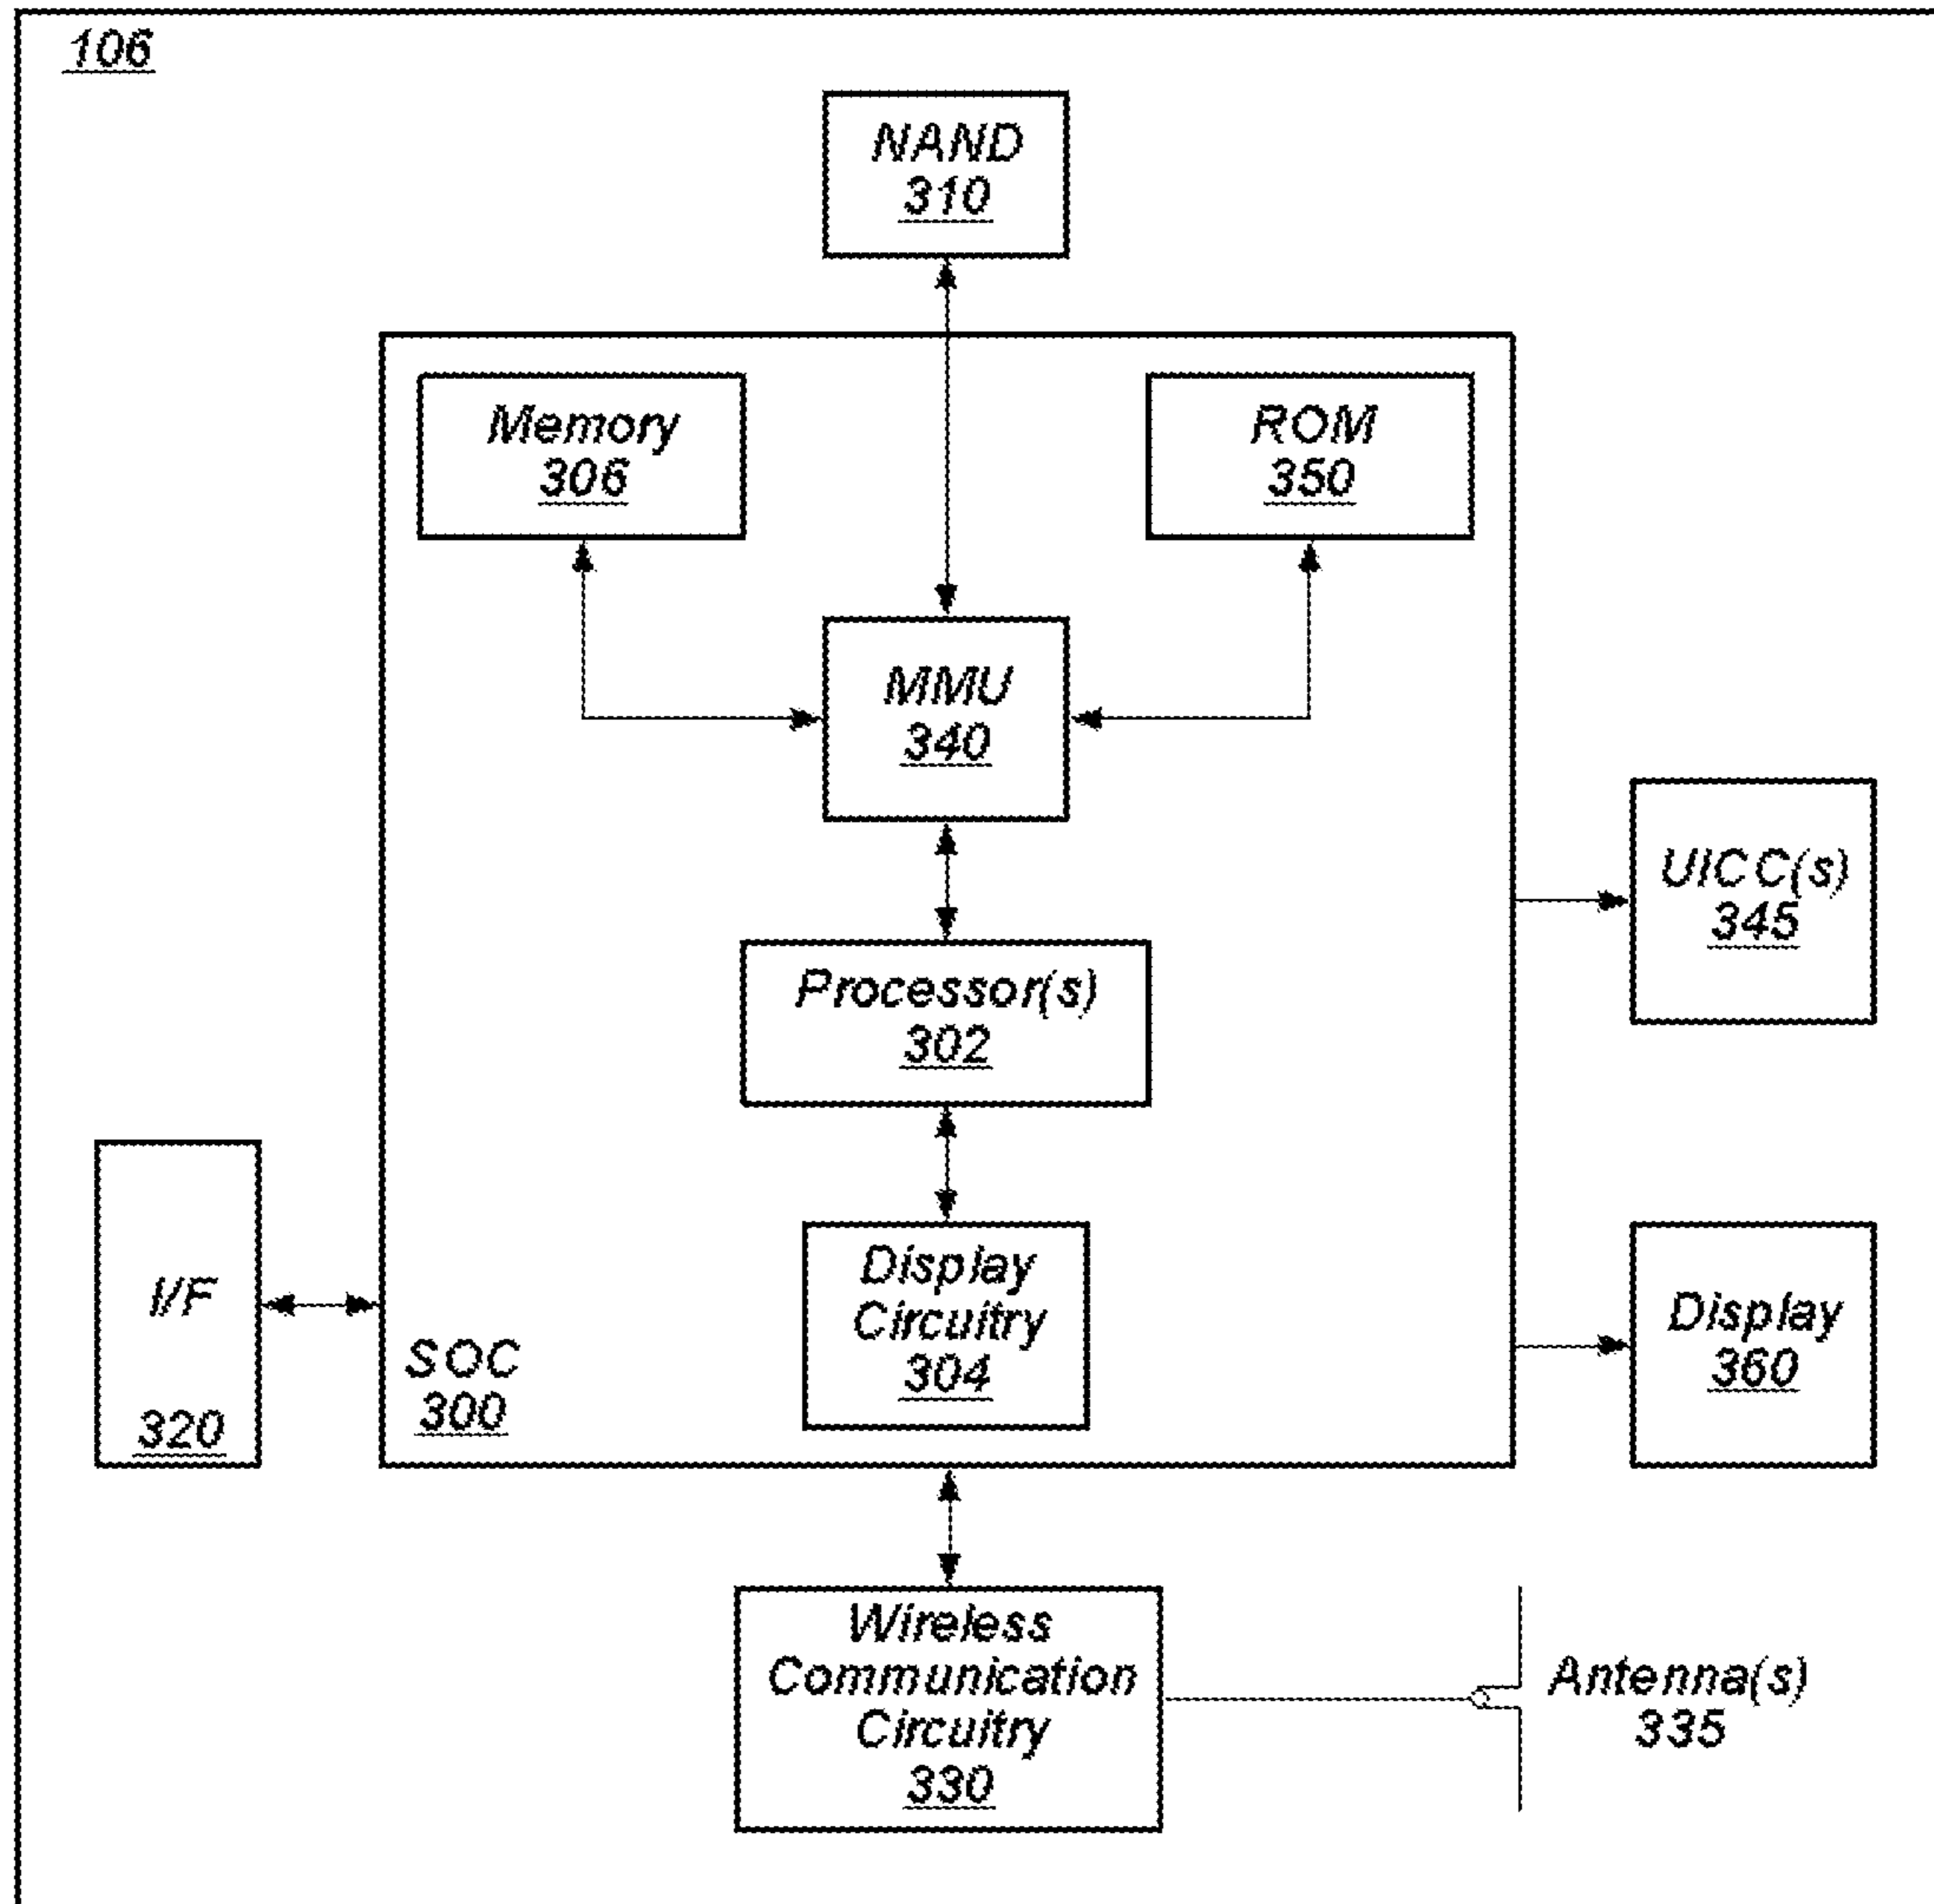 106
NAND
310
Memory
306
ROM
350
MMU
340
UICC(s)
345
Processor(s)
302
I/F
320
Display
Circuitry
304
SOC
300
Display
360
Wireless
Communication
Circuitry
330
Antenna(s)
335